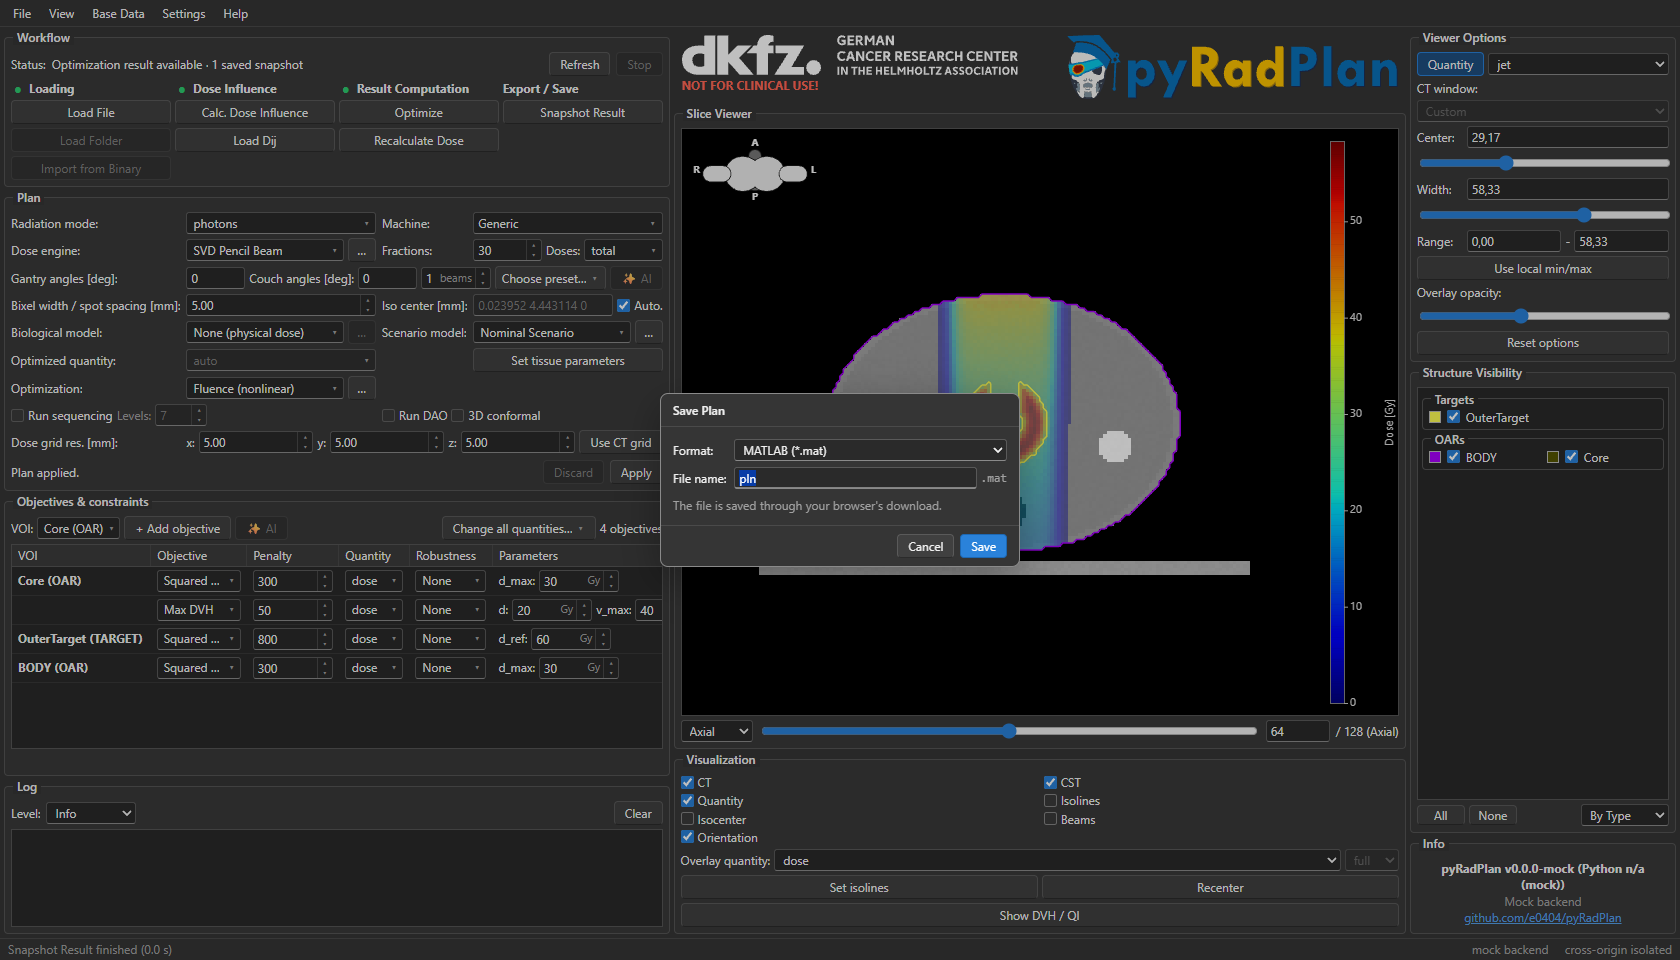 File View Base Data Settings Help
Workflow
Status: Optimization result available · 1 saved snapshot Refresh Stop
Loading Dose Influence Result Computation Export / Save
Load File Calc. Dose Influence Optimize Snapshot Result
Load Folder Load Dij Recalculate Dose
Import from Binary
Plan
Radiation mode: photons Machine: Generic
Dose engine: SVD Pencil Beam ... Fractions: 30 Doses: total
Gantry angles [deg]: 0 Couch angles [deg]: 0 1 beams Choose preset... AI
Bixel width / spot spacing [mm]: 5.00 Iso center [mm]: 0.023952 4.443114 0 Auto.
Biological model: None (physical dose) ... Scenario model: Nominal Scenario ...
Optimized quantity: auto Set tissue parameters
Optimization: Fluence (nonlinear) ...
Run sequencing Levels: 7 Run DAO 3D conformal
Dose grid res. [mm]: x: 5.00 y: 5.00 z: 5.00 Use CT grid
Plan applied. Discard Apply
Objectives & constraints
VOI: Core (OAR) + Add objective AI Change all quantities... 4 objectives
VOI Objective Penalty Quantity Robustness Parameters
Core (OAR) Squared ... 300 dose None d_max: 30 Gy
Max DVH 50 dose None d: 20 Gy v_max: 40
OuterTarget (TARGET) Squared ... 800 dose None d_ref: 60 Gy
BODY (OAR) Squared ... 300 dose None d_max: 30 Gy
Log
Level: Info Clear
dkfz. GERMAN
CANCER RESEARCH CENTER
IN THE HELMHOLTZ ASSOCIATION
NOT FOR CLINICAL USE!
pyRadPlan
Slice Viewer
A
R L
P
50
40
30
20
10
0
Dose [Gy]
Save Plan
Format: MATLAB (*.mat)
File name: pln .mat
The file is saved through your browser's download.
Cancel Save
Axial 64 / 128 (Axial)
Visualization
CT CST
Quantity Isolines
Isocenter Beams
Orientation
Overlay quantity: dose full
Set isolines Recenter
Show DVH / QI
Viewer Options
Quantity jet
CT window:
Custom
Center: 29,17
Width: 58,33
Range: 0,00 - 58,33
Use local min/max
Overlay opacity:
Reset options
Structure Visibility
Targets
OuterTarget
OARs
BODY Core
All None By Type
Info
pyRadPlan v0.0.0-mock (Python n/a
(mock))
Mock backend
github.com/e0404/pyRadPlan
Snapshot Result finished (0.0 s) mock backend cross-origin isolated